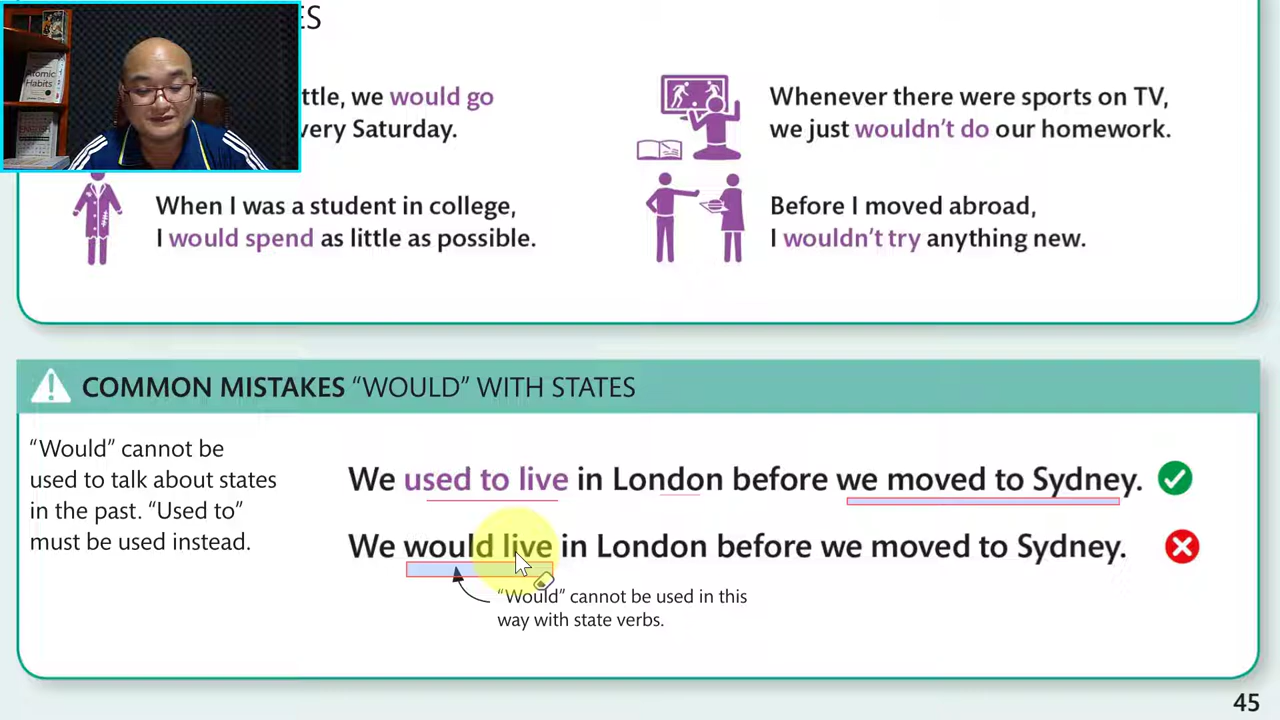 ES
ttle, we would go
very Saturday.
Whenever there were sports on TV,
we just wouldn't do our homework.
When I was a student in college,
I would spend as little as possible.
Before I moved abroad,
I wouldn't try anything new.
COMMON MISTAKES "WOULD" WITH STATES
"Would" cannot be
used to talk about states
in the past. "Used to"
must be used instead.
We used to live in London before we moved to Sydney.
We would live in London before we moved to Sydney.
"Would" cannot be used in this
way with state verbs.
45
Atomic
Habits